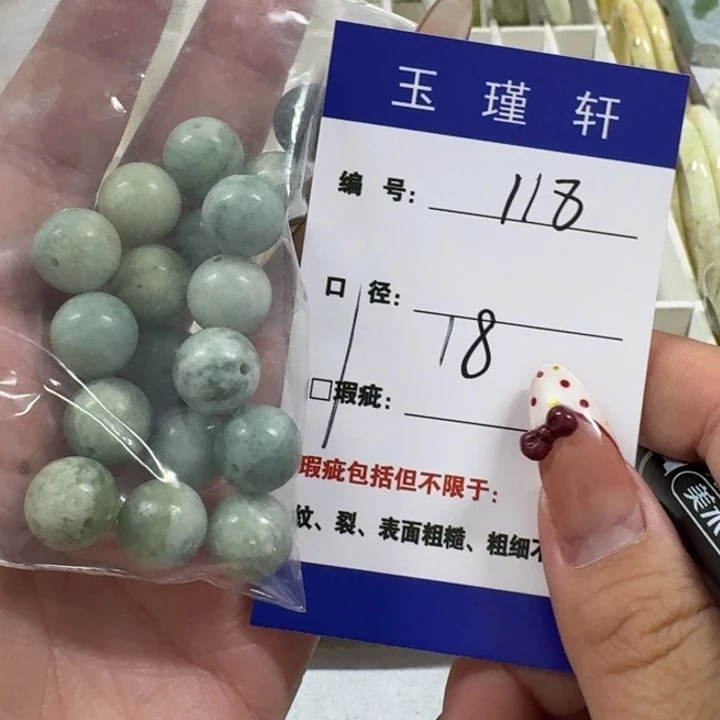 玉瑾轩
编号: 118
口径:
18
□瑕疵:
瑕疵包括但不限于:
纹、裂、表面粗糙、粗细不
美